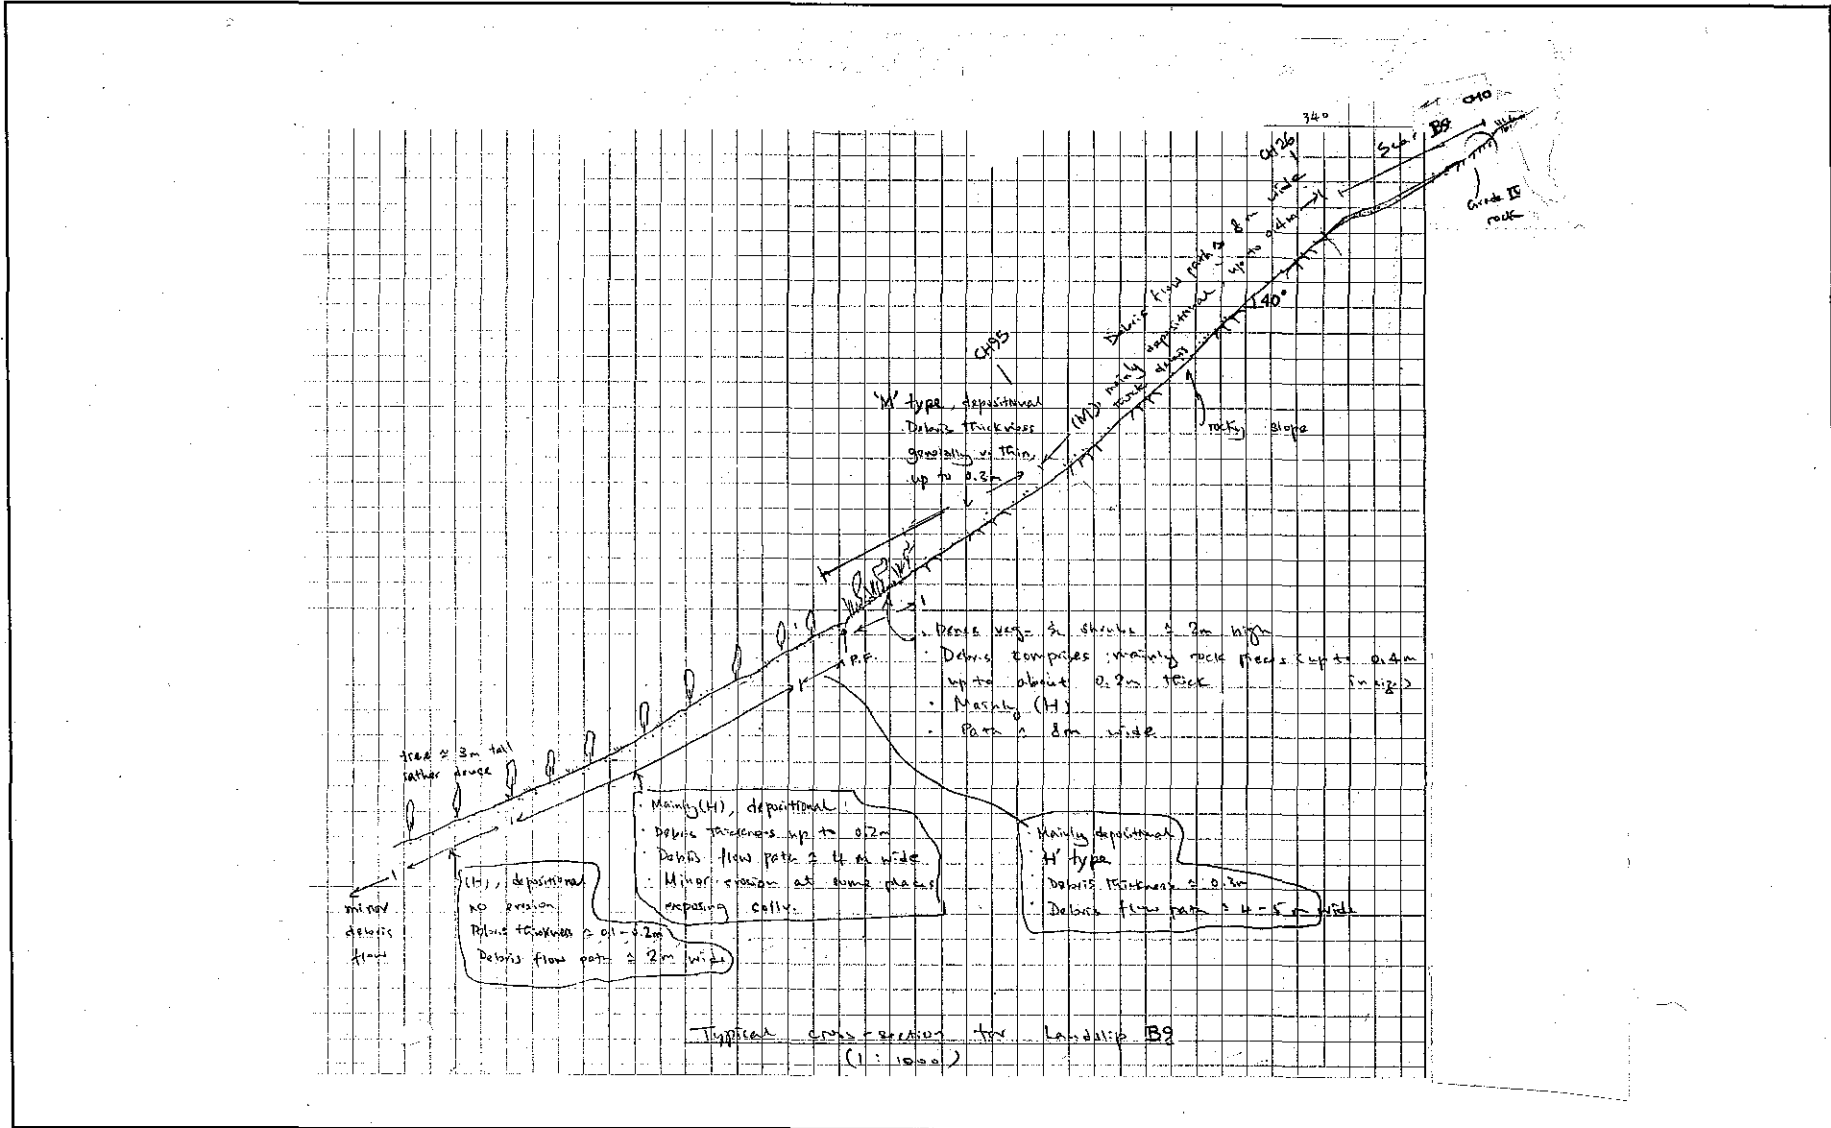 CH0
340
Scar B9
CH26
Grade IV
rock
Debris flow path ≈ 8m wide
(M) mainly depositional, up to 0.4m
rock debris
40°
rocky slope
CH95
'M' type, depositional
Debris thickness
generally v. thin,
up to 0.3m
Dense veg. & shrubs ≈ 2m high
· Debris comprises mainly rock pieces (up to 0.4m
in size)
up to about 0.2m thick
· Mainly (H)
· Path ≈ 8m wide
P.F.
tree ≈ 3m tall
rather dense
· Mainly (H), depositional
· Debris thickness up to 0.2m
· Debris flow path ≈ 4m wide
· Minor erosion at some places
exposing colluv.
· Mainly depositional
'H' type
· Debris thickness ≈ 0.3m
· Debris flow path ≈ 4-5m wide
(H), depositional
no erosion
Debris thickness ≈ 0.1-0.2m
Debris flow path ≈ 2m wide
minor
debris
flow
Typical cross-section for Landslip B9
(1:1000)